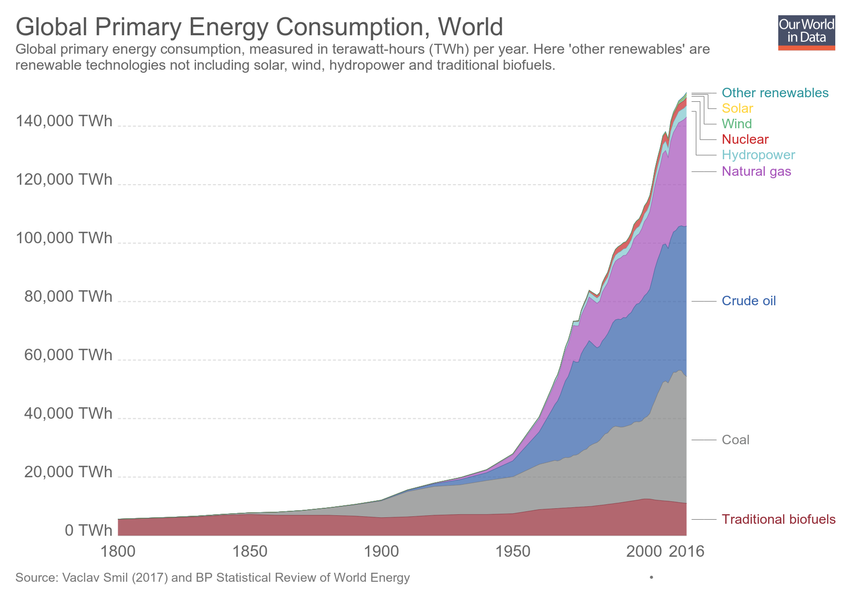 Global Primary Energy Consumption, World
Our World
in Data
Global primary energy consumption, measured in terawatt-hours (TWh) per year. Here 'other renewables' are
renewable technologies not including solar, wind, hydropower and traditional biofuels.
Other renewables
Solar
Wind
Nuclear
Hydropower
Natural gas
Crude oil
Coal
Traditional biofuels
140,000 TWh
120,000 TWh
100,000 TWh
80,000 TWh
60,000 TWh
40,000 TWh
20,000 TWh
0 TWh
1800
1850
1900
1950
2000
2016
Source: Vaclav Smil (2017) and BP Statistical Review of World Energy